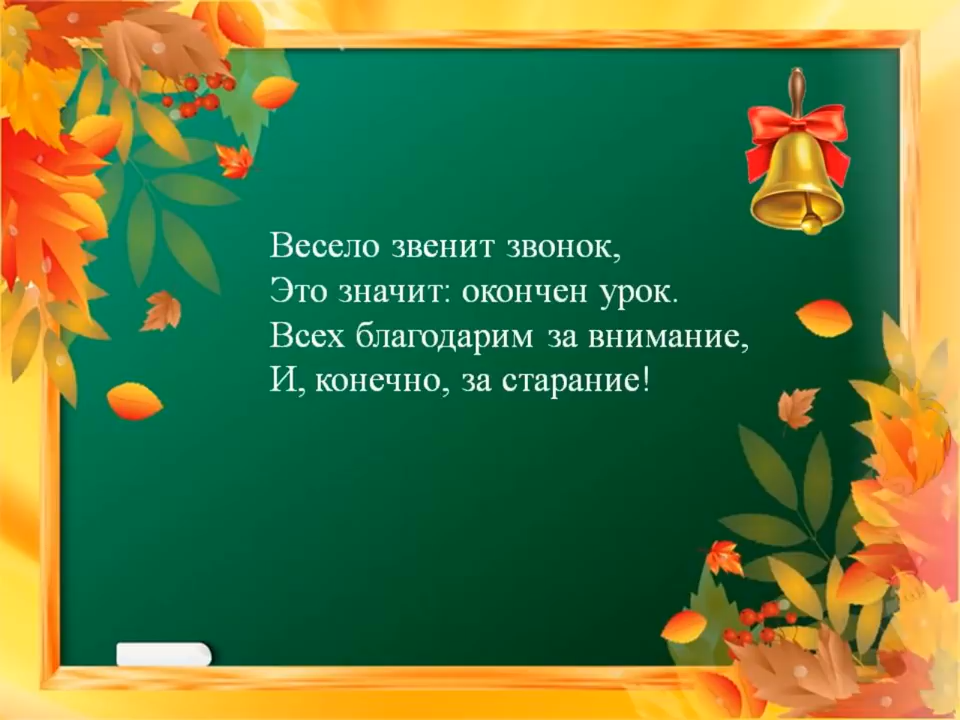 Весело звенит звонок,
Это значит: окончен урок.
Всех благодарим за внимание,
И, конечно, за старание!